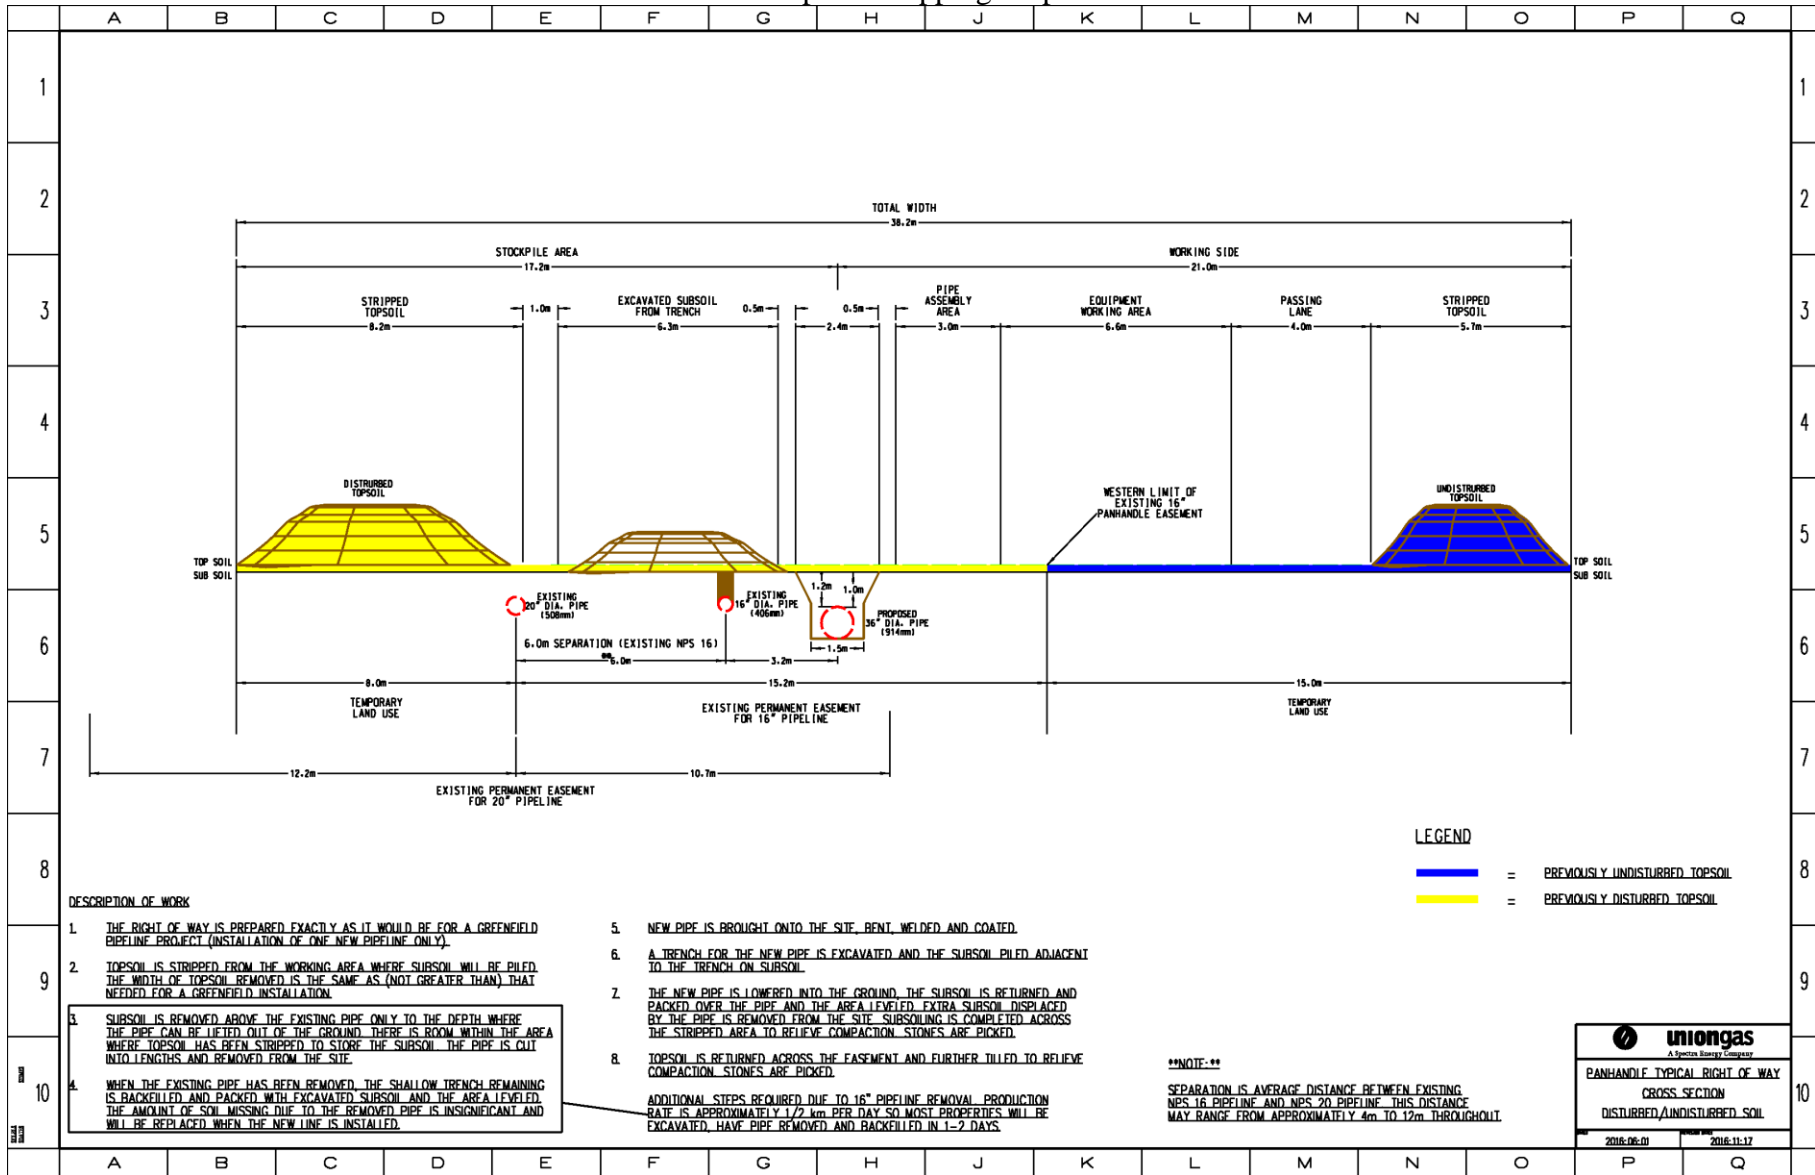 A B C D E F G H J K L M N O P Q
1 1
2 2
TOTAL WIDTH
38.2m
STOCKPILE AREA
17.2m
WORKING SIDE
21.0m
3 3
STRIPPED
TOPSOIL
8.2m
1.0m
EXCAVATED SUBSOIL
FROM TRENCH
6.3m
0.5m
2.4m
0.5m
PIPE
ASSEMBLY
AREA
3.0m
EQUIPMENT
WORKING AREA
6.6m
PASSING
LANE
4.0m
STRIPPED
TOPSOIL
5.7m
4 4
DISTRURBED
TOPSOIL
WESTERN LIMIT OF
EXISTING 16"
PANHANDLE EASEMENT
UNDISTRURBED
TOPSOIL
5 5
TOP SOIL
SUB SOIL
TOP SOIL
SUB SOIL
EXISTING
20" DIA. PIPE
(508mm)
EXISTING
16" DIA. PIPE
(406mm)
1.2m
1.0m
PROPOSED
36" DIA. PIPE
(914mm)
6 6
6.0m SEPARATION (EXISTING NPS 16)
**
6.0m
3.2m
1.5m
8.0m
15.2m
15.0m
TEMPORARY
LAND USE
EXISTING PERMANENT EASEMENT
FOR 16" PIPELINE
TEMPORARY
LAND USE
7 7
12.2m
10.7m
EXISTING PERMANENT EASEMENT
FOR 20" PIPELINE
8 8
LEGEND
= PREVIOUSLY UNDISTURBED TOPSOIL
= PREVIOUSLY DISTURBED TOPSOIL
DESCRIPTION OF WORK
1. THE RIGHT OF WAY IS PREPARED EXACTLY AS IT WOULD BE FOR A GREENFIELD
PIPELINE PROJECT (INSTALLATION OF ONE NEW PIPELINE ONLY).
2. TOPSOIL IS STRIPPED FROM THE WORKING AREA WHERE SUBSOIL WILL BE PILED.
THE WIDTH OF TOPSOIL REMOVED IS THE SAME AS (NOT GREATER THAN) THAT
NEEDED FOR A GREENFIELD INSTALLATION.
3. SUBSOIL IS REMOVED ABOVE THE EXISTING PIPE ONLY TO THE DEPTH WHERE
THE PIPE CAN BE LIFTED OUT OF THE GROUND. THERE IS ROOM WITHIN THE AREA
WHERE TOPSOIL HAS BEEN STRIPPED TO STORE THE SUBSOIL. THE PIPE IS CUT
INTO LENGTHS AND REMOVED FROM THE SITE.
4. WHEN THE EXISTING PIPE HAS BEEN REMOVED, THE SHALLOW TRENCH REMAINING
IS BACKFILLED AND PACKED WITH EXCAVATED SUBSOIL AND THE AREA LEVELED.
THE AMOUNT OF SOIL MISSING DUE TO THE REMOVED PIPE IS INSIGNIFICANT AND
WILL BE REPLACED WHEN THE NEW LINE IS INSTALLED.
5. NEW PIPE IS BROUGHT ONTO THE SITE, BENT, WELDED AND COATED.
6. A TRENCH FOR THE NEW PIPE IS EXCAVATED AND THE SUBSOIL PILED ADJACENT
TO THE TRENCH ON SUBSOIL.
7. THE NEW PIPE IS LOWERED INTO THE GROUND, THE SUBSOIL IS RETURNED AND
PACKED OVER THE PIPE AND THE AREA LEVELED. EXTRA SUBSOIL DISPLACED
BY THE PIPE IS REMOVED FROM THE SITE. SUBSOILING IS COMPLETED ACROSS
THE STRIPPED AREA TO RELIEVE COMPACTION. STONES ARE PICKED.
8. TOPSOIL IS RETURNED ACROSS THE EASEMENT AND FURTHER TILLED TO RELIEVE
COMPACTION. STONES ARE PICKED.
ADDITIONAL STEPS REQUIRED DUE TO 16" PIPELINE REMOVAL. PRODUCTION
RATE IS APPROXIMATELY 1/2 km PER DAY SO MOST PROPERTIES WILL BE
EXCAVATED, HAVE PIPE REMOVED AND BACKFILLED IN 1-2 DAYS.
9 9
10 10
**NOTE:**
SEPARATION IS AVERAGE DISTANCE BETWEEN EXISTING
NPS 16 PIPELINE AND NPS 20 PIPELINE. THIS DISTANCE
MAY RANGE FROM APPROXIMATELY 4m TO 12m THROUGHOUT.
uniongas
A Spectra Energy Company
PANHANDLE TYPICAL RIGHT OF WAY
CROSS SECTION
DISTURBED/UNDISTURBED SOIL
2016:06:01 2016:11:17
A B C D E F G H J K L M N O P Q